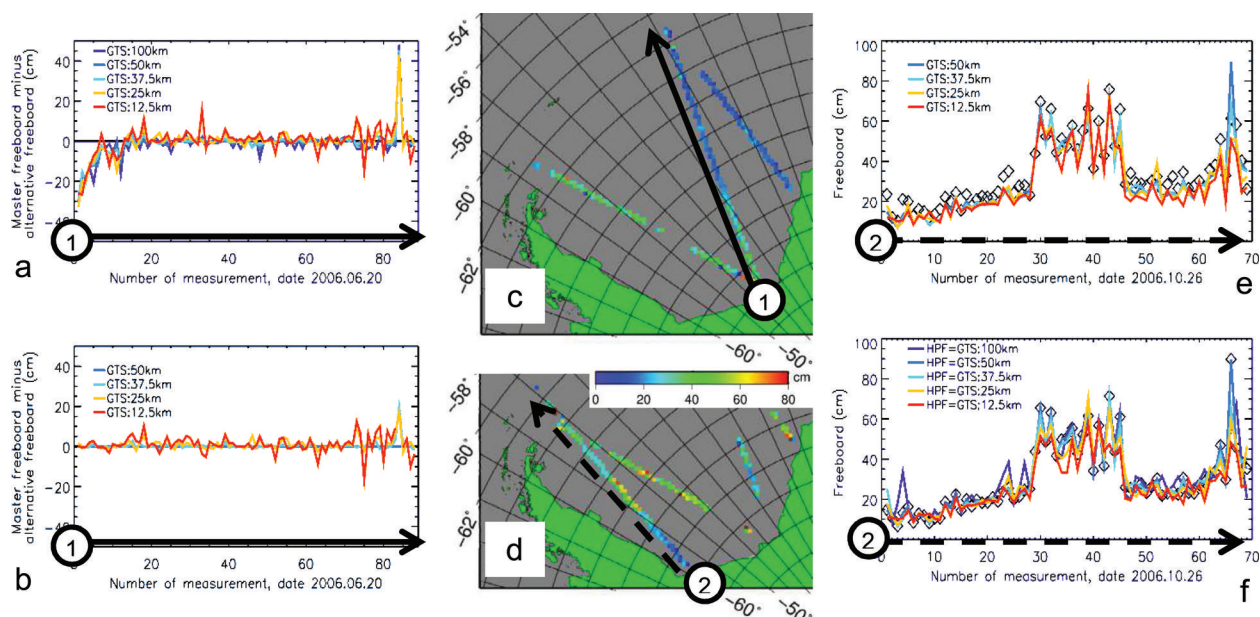 a
Master freeboard minus
alternative freeboard (cm)
40
20
0
−20
−40
GTS:100km
GTS:50km
GTS:37.5km
GTS:25km
GTS:12.5km
1
0 20 40 60 80
Number of measurement, date 2006.06.20
b
Master freeboard minus
alternative freeboard (cm)
40
20
0
−20
−40
GTS:50km
GTS:37.5km
GTS:25km
GTS:12.5km
1
0 20 40 60 80
Number of measurement, date 2006.06.20
c
−54°
−56°
−58°
−60°
−62°
1
−60°
−50°
d
0 20 40 60 80
cm
−58°
−60°
−62°
2
−60°
−50°
e
Freeboard (cm)
100
80
60
40
20
GTS:50km
GTS:37.5km
GTS:25km
GTS:12.5km
2
0 10 20 30 40 50 60 70
Number of measurement, date 2006.10.26
f
Freeboard (cm)
100
80
60
40
20
HPF=GTS:100km
HPF=GTS:50km
HPF=GTS:37.5km
HPF=GTS:25km
HPF=GTS:12.5km
2
0 10 20 30 40 50 60 70
Number of measurement, date 2006.10.26